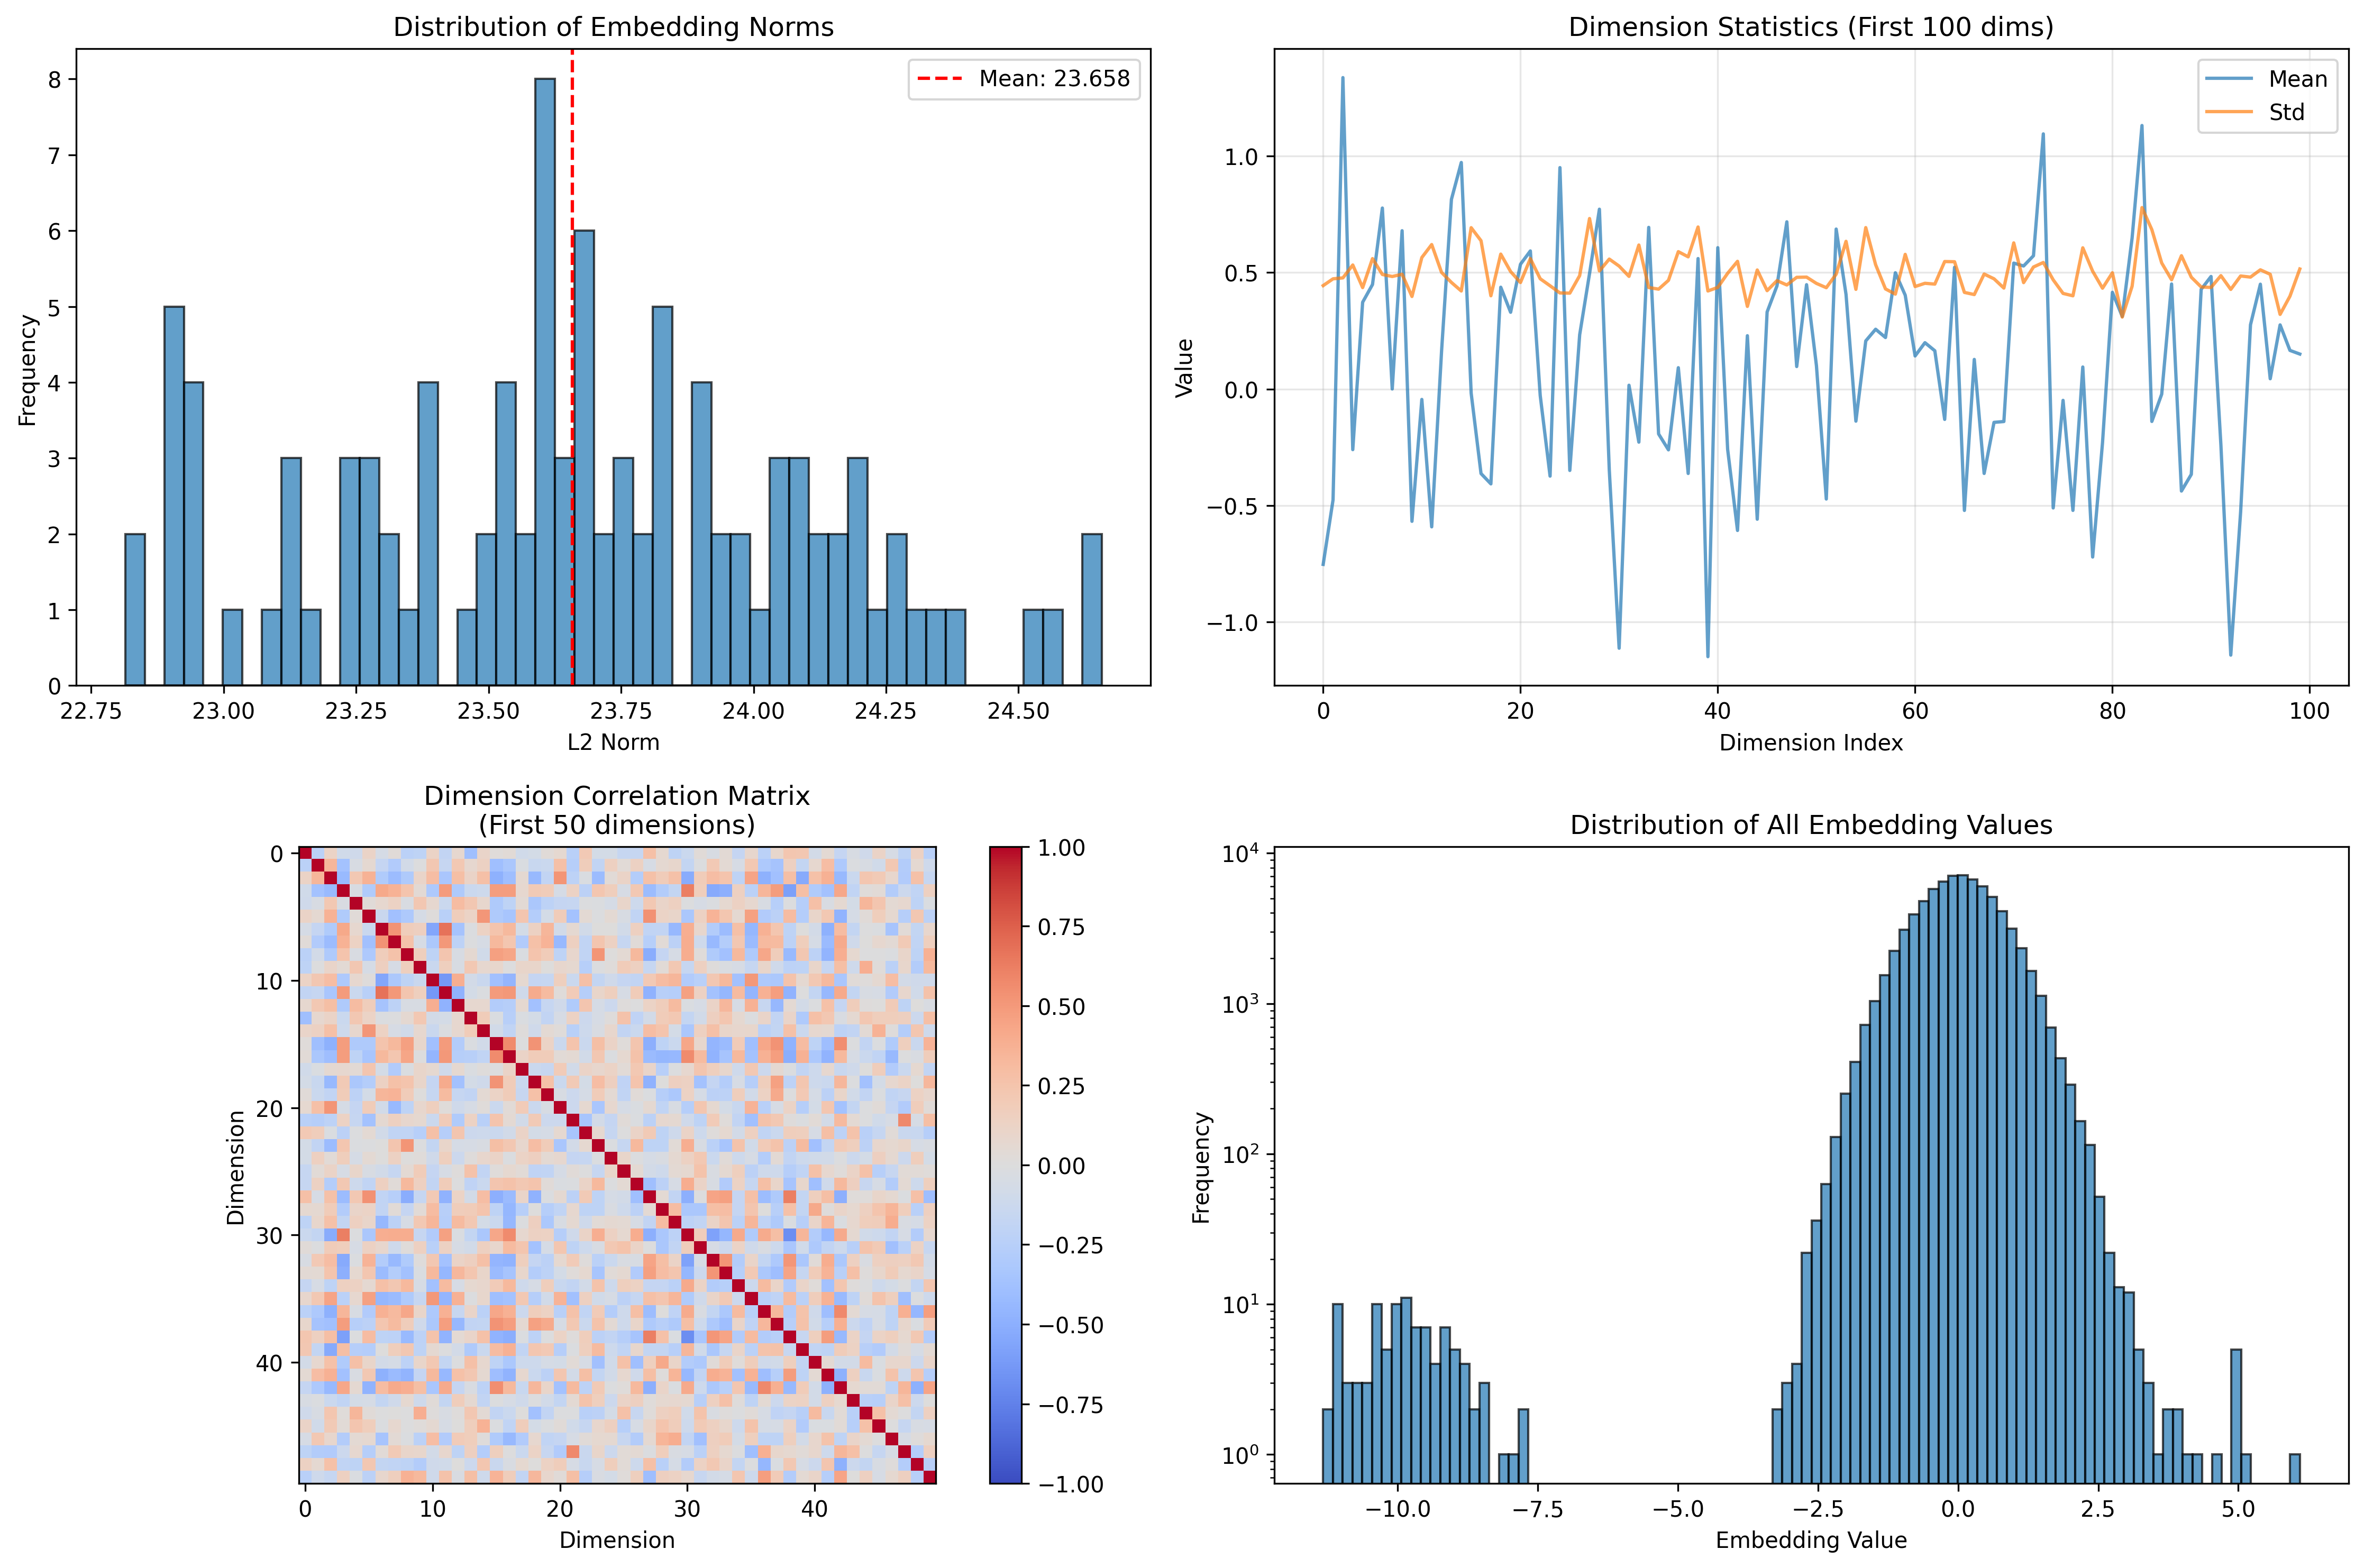 Distribution of Embedding Norms
Frequency
8
7
6
5
4
3
2
1
0
Mean: 23.658
22.75 23.00 23.25 23.50 23.75 24.00 24.25 24.50
L2 Norm
Dimension Statistics (First 100 dims)
Value
1.0
0.5
0.0
−0.5
−1.0
Mean
Std
0 20 40 60 80 100
Dimension Index
Dimension Correlation Matrix
(First 50 dimensions)
Dimension
0
10
20
30
40
0 10 20 30 40
Dimension
1.00
0.75
0.50
0.25
0.00
−0.25
−0.50
−0.75
−1.00
Distribution of All Embedding Values
Frequency
10⁴
10³
10²
10¹
10⁰
−10.0 −7.5 −5.0 −2.5 0.0 2.5 5.0
Embedding Value